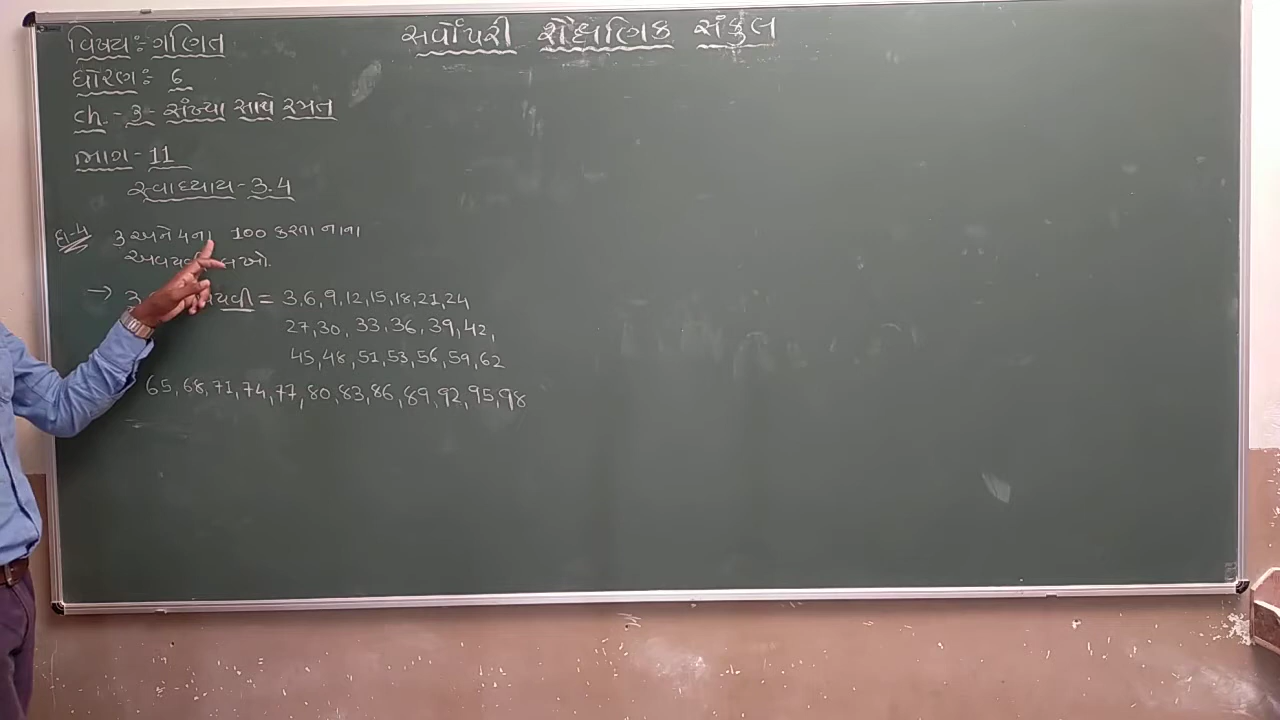 સર્વોપરી શૈક્ષણિક સંકુલ
વિષય:- ગણિત
ધોરણ:- 6
ch.- 3 - સંખ્યા સાથે રમત
ભાગ - 11
સ્વાધ્યાય - 3.4
દા-4 3 અને 4ના 100 કરતા નાના
અવયવી લખો.
→ 3 અવયવી = 3,6,9,12,15,18,21,24
27,30, 33,36,39,42,
45,48,51,53,56,59,62
65,68,71,74,77,80,83,86,89,92,95,98